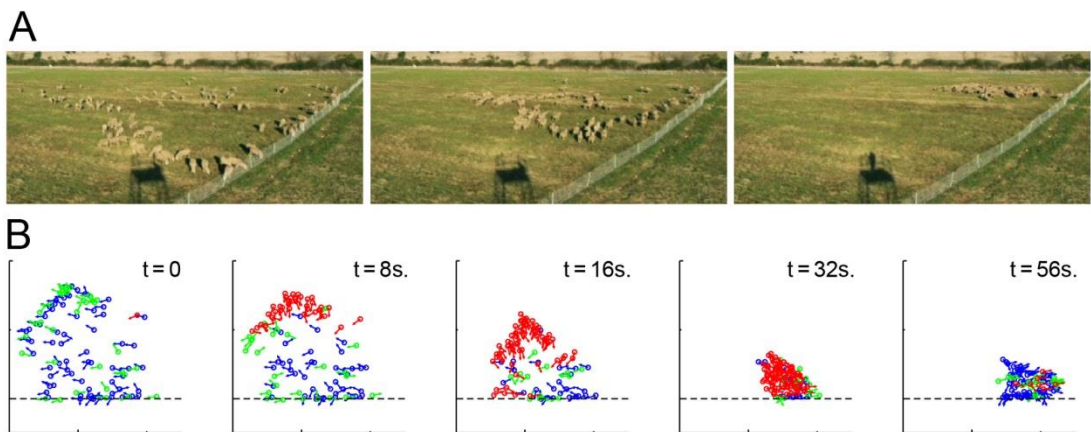 A
B
t = 0
t = 8s.
t = 16s.
t = 32s.
t = 56s.